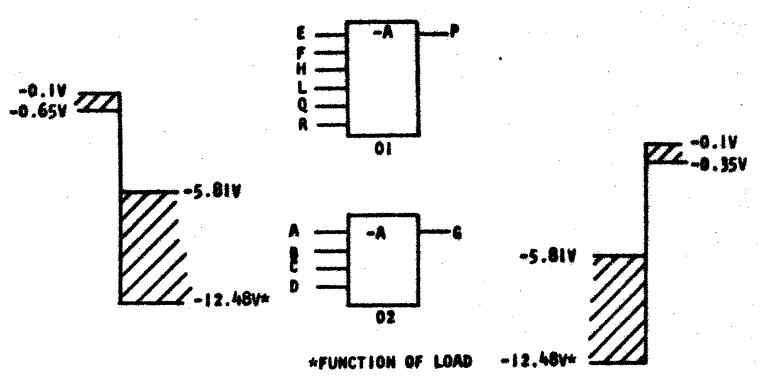 E
-A
P
F
H
L
Q
R
01
-0.1V
-0.65V
-5.81V
-12.48V*
A
-A
G
B
C
D
02
-0.1V
-0.35V
-5.81V
*FUNCTION OF LOAD
-12.48V*